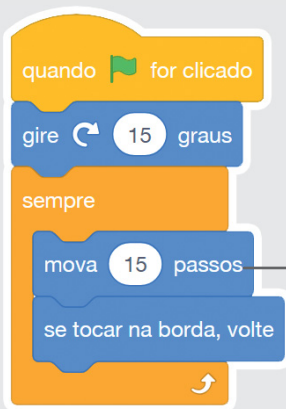 quando for clicado
gire 15 graus
sempre
mova 15 passos
se tocar na borda, volte